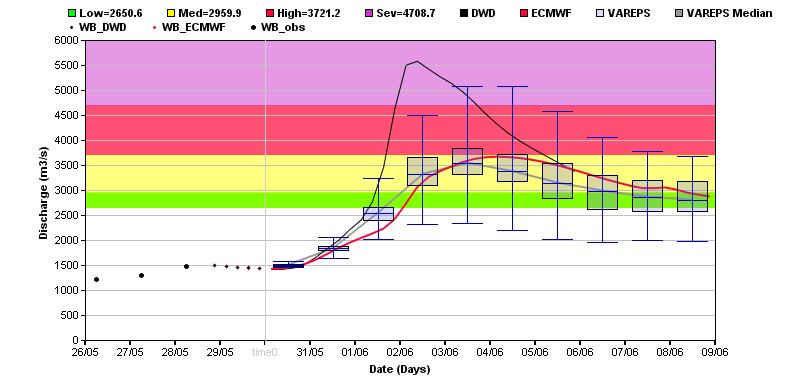 Low=2650.6 Med=2959.9 High=3721.2 Sev=4708.7 DWD ECMWF VAREPS VAREPS Median
WB_DWD WB_ECMWF WB_obs
6000
5500
5000
4500
4000
3500
3000
2500
2000
1500
1000
500
0
Discharge (m3/s)
26/05 27/05 28/05 29/05 time0 31/05 01/06 02/06 03/06 04/06 05/06 06/06 07/06 08/06 09/06
Date (Days)